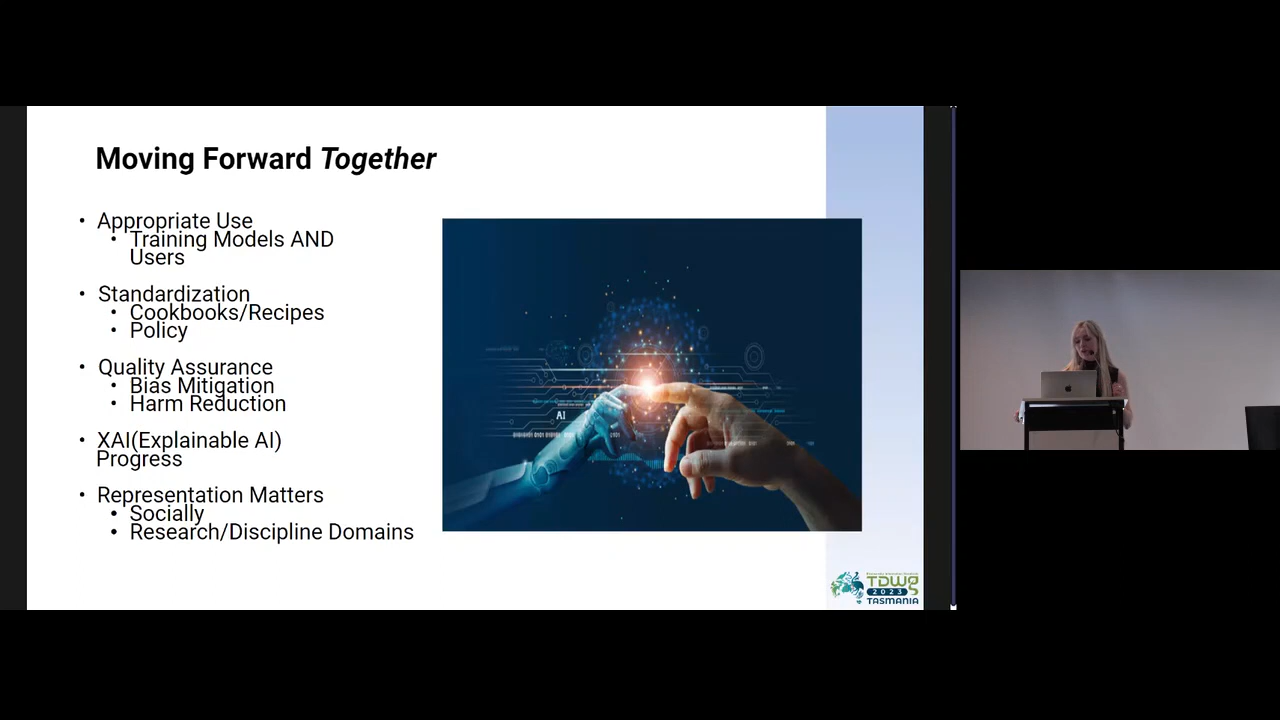 Moving Forward Together
• Appropriate Use
• Training Models AND
Users
• Standardization
• Cookbooks/Recipes
• Policy
• Quality Assurance
• Bias Mitigation
• Harm Reduction
• XAI(Explainable AI)
Progress
• Representation Matters
• Socially
• Research/Discipline Domains
AI
TDWG
2023
TASMANIA